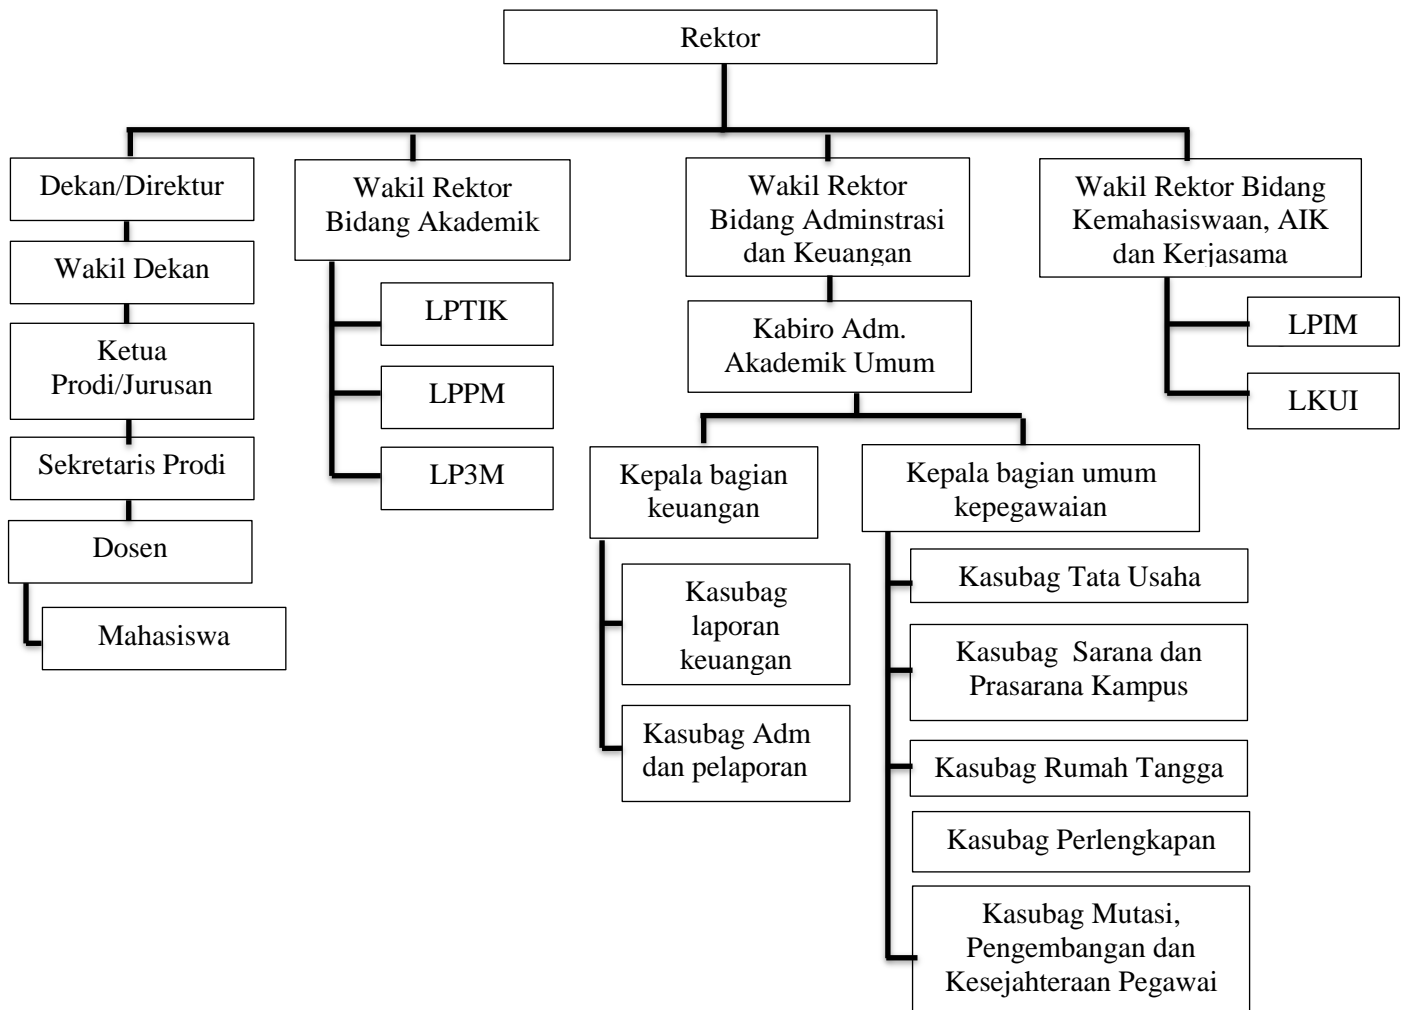 Rektor
Dekan/Direktur
Wakil Dekan
Ketua
Prodi/Jurusan
Sekretaris Prodi
Dosen
Mahasiswa
Wakil Rektor
Bidang Akademik
LPTIK
LPPM
LP3M
Wakil Rektor
Bidang Adminstrasi
dan Keuangan
Kabiro Adm.
Akademik Umum
Kepala bagian
keuangan
Kasubag
laporan
keuangan
Kasubag Adm
dan pelaporan
Kepala bagian umum
kepegawaian
Kasubag Tata Usaha
Kasubag Sarana dan
Prasarana Kampus
Kasubag Rumah Tangga
Kasubag Perlengkapan
Kasubag Mutasi,
Pengembangan dan
Kesejahteraan Pegawai
Wakil Rektor Bidang
Kemahasiswaan, AIK
dan Kerjasama
LPIM
LKUI